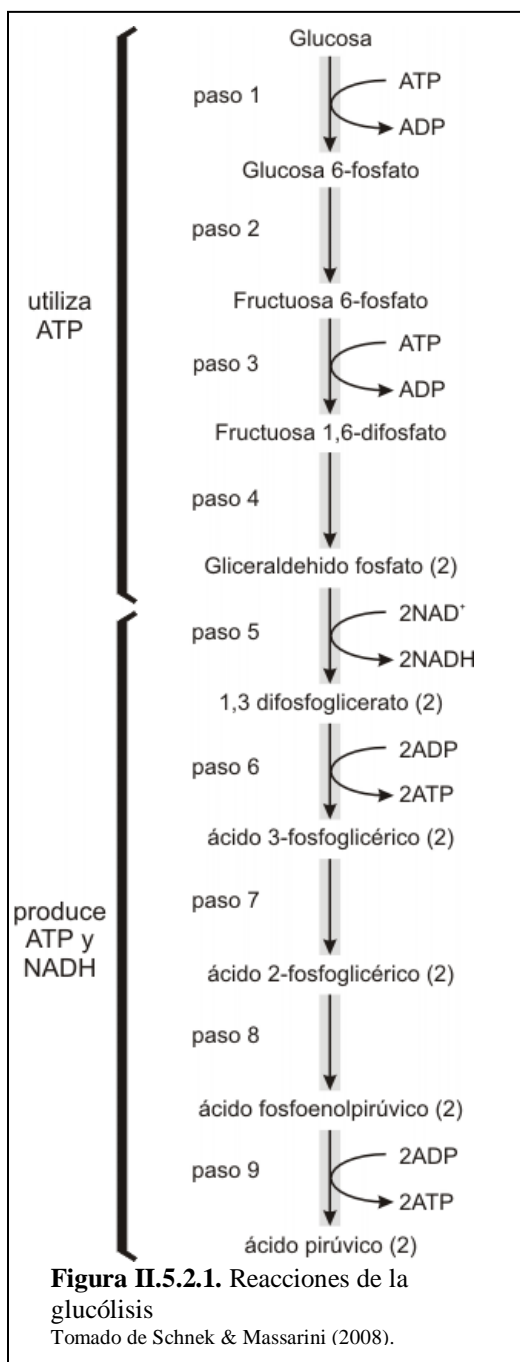 Glucosa
paso 1
ATP
ADP
Glucosa 6-fosfato
paso 2
utiliza
ATP
Fructuosa 6-fosfato
paso 3
ATP
ADP
Fructuosa 1,6-difosfato
paso 4
Gliceraldehido fosfato (2)
paso 5
2NAD⁺
2NADH
1,3 difosfoglicerato (2)
paso 6
2ADP
2ATP
ácido 3-fosfoglicérico (2)
produce
ATP y
NADH
paso 7
ácido 2-fosfoglicérico (2)
paso 8
ácido fosfoenolpirúvico (2)
paso 9
2ADP
2ATP
ácido pirúvico (2)
Figura II.5.2.1. Reacciones de la
glucólisis
Tomado de Schnek & Massarini (2008).